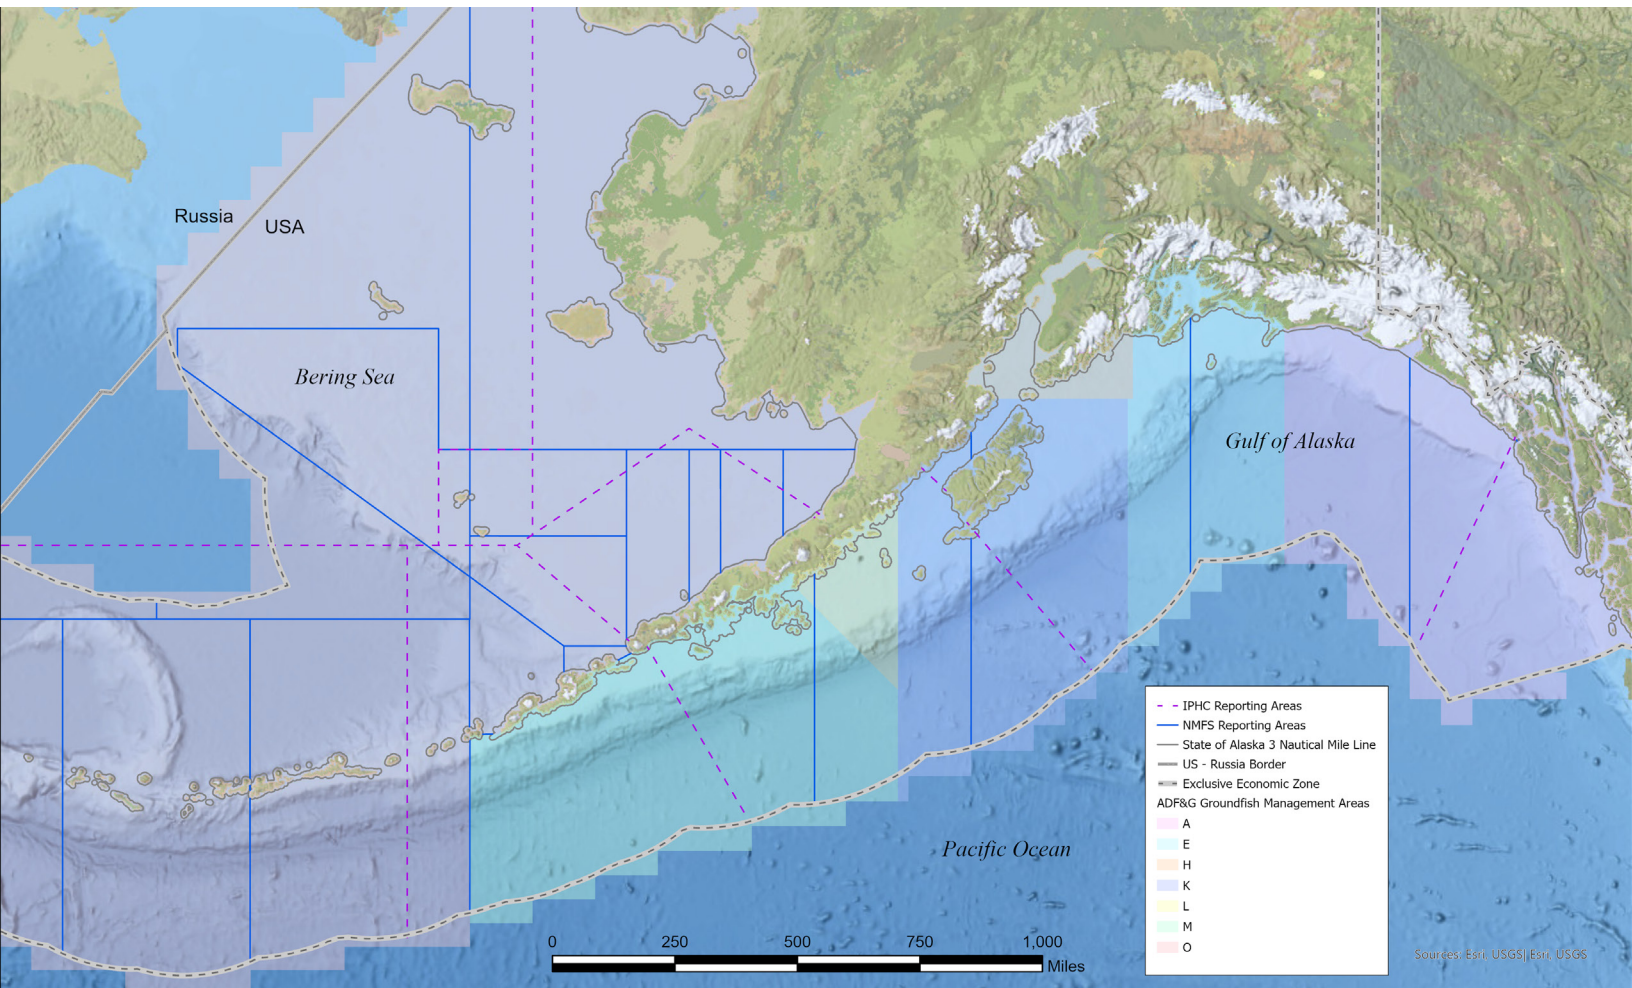 Russia
USA
Bering Sea
Gulf of Alaska
Pacific Ocean
IPHC Reporting Areas
NMFS Reporting Areas
State of Alaska 3 Nautical Mile Line
US - Russia Border
Exclusive Economic Zone
ADF&G Groundfish Management Areas
A
E
H
K
L
M
O
0 250 500 750 1,000
Miles
Sources: Esri, USGS| Esri, USGS